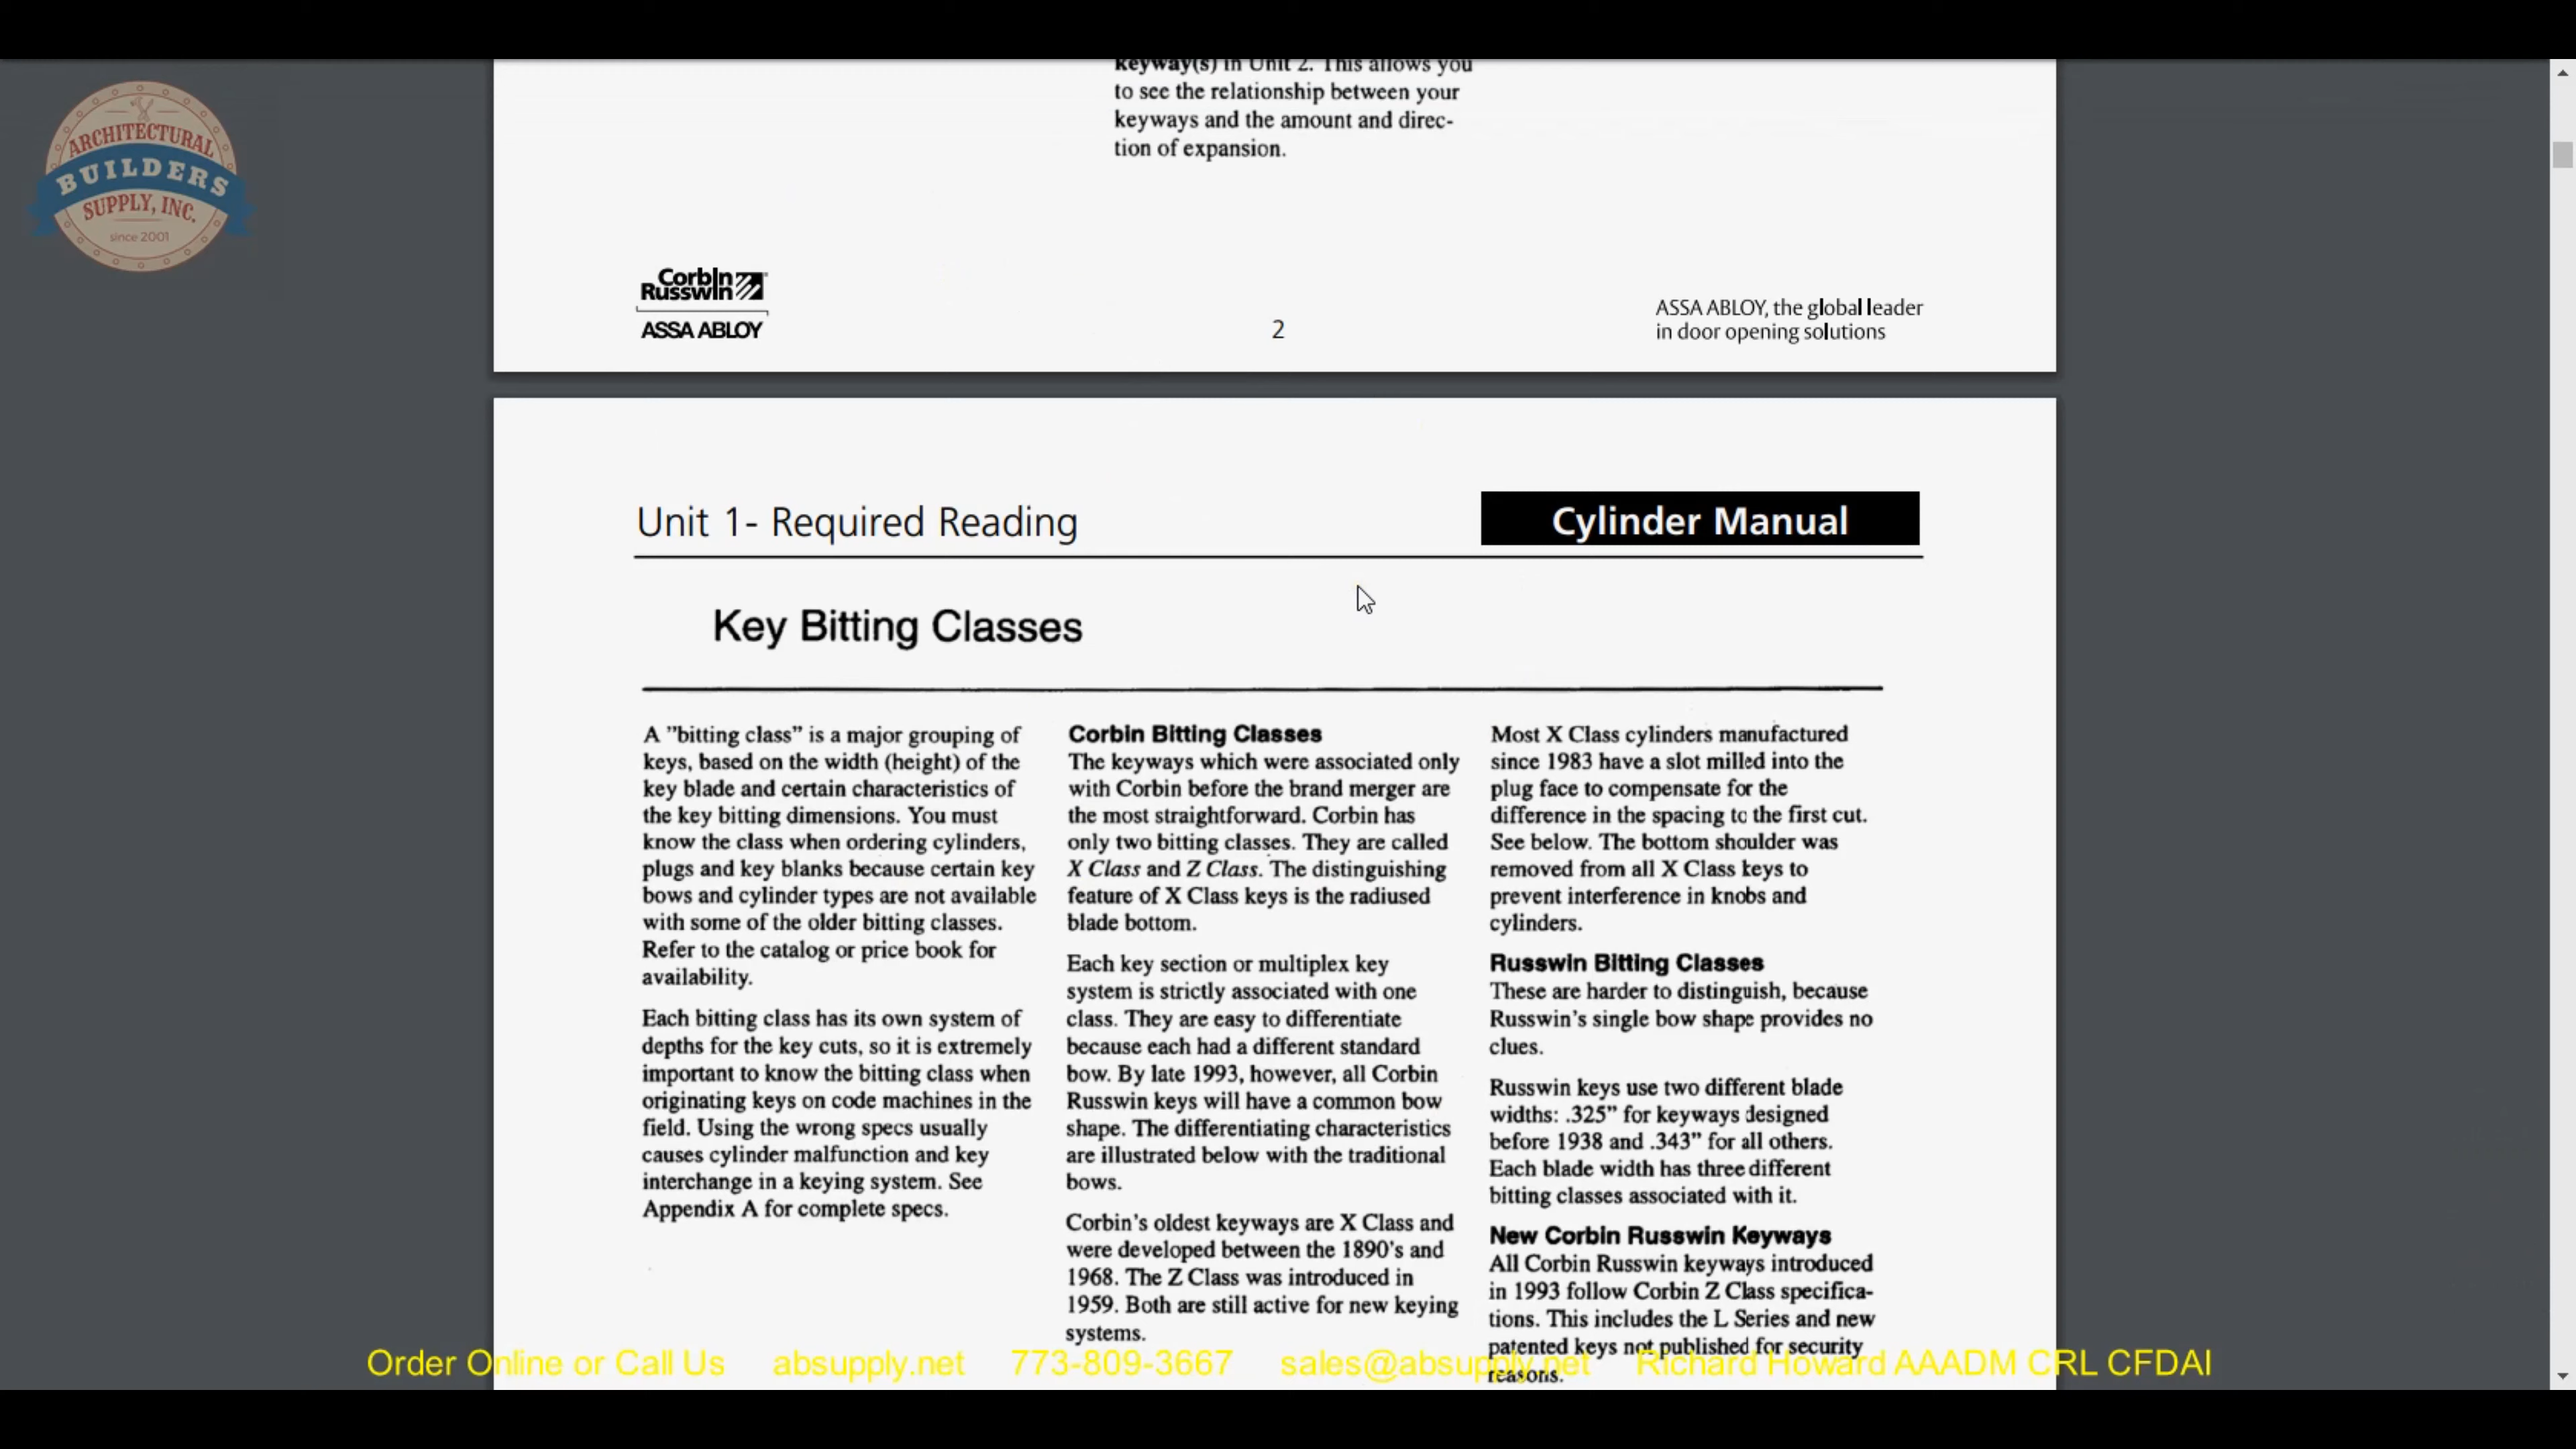 ARCHITECTURAL
BUILDERS
SUPPLY, INC.
since 2001
keyway(s) in Unit 2. This allows you
to see the relationship between your
keyways and the amount and direc-
tion of expansion.
Corbin
Russwin
ASSA ABLOY
2
ASSA ABLOY, the global leader
in door opening solutions
Unit 1- Required Reading
Cylinder Manual
Key Bitting Classes
A "bitting class" is a major grouping of
keys, based on the width (height) of the
key blade and certain characteristics of
the key bitting dimensions. You must
know the class when ordering cylinders,
plugs and key blanks because certain key
bows and cylinder types are not available
with some of the older bitting classes.
Refer to the catalog or price book for
availability.
Each bitting class has its own system of
depths for the key cuts, so it is extremely
important to know the bitting class when
originating keys on code machines in the
field. Using the wrong specs usually
causes cylinder malfunction and key
interchange in a keying system. See
Appendix A for complete specs.
Corbin Bitting Classes
The keyways which were associated only
with Corbin before the brand merger are
the most straightforward. Corbin has
only two bitting classes. They are called
X Class and Z Class. The distinguishing
feature of X Class keys is the radiused
blade bottom.
Each key section or multiplex key
system is strictly associated with one
class. They are easy to differentiate
because each had a different standard
bow. By late 1993, however, all Corbin
Russwin keys will have a common bow
shape. The differentiating characteristics
are illustrated below with the traditional
bows.
Corbin's oldest keyways are X Class and
were developed between the 1890's and
1968. The Z Class was introduced in
1959. Both are still active for new keying
systems.
Most X Class cylinders manufactured
since 1983 have a slot milled into the
plug face to compensate for the
difference in the spacing to the first cut.
See below. The bottom shoulder was
removed from all X Class keys to
prevent interference in knobs and
cylinders.
Russwin Bitting Classes
These are harder to distinguish, because
Russwin's single bow shape provides no
clues.
Russwin keys use two different blade
widths: .325" for keyways designed
before 1938 and .343" for all others.
Each blade width has three different
bitting classes associated with it.
New Corbin Russwin Keyways
All Corbin Russwin keyways introduced
in 1993 follow Corbin Z Class specifica-
tions. This includes the L Series and new
patented keys not published for security
reasons.
Order Online or Call Us absupply.net 773-809-3667 sales@absupply.net Richard Howard AAADM CRL CFDAI